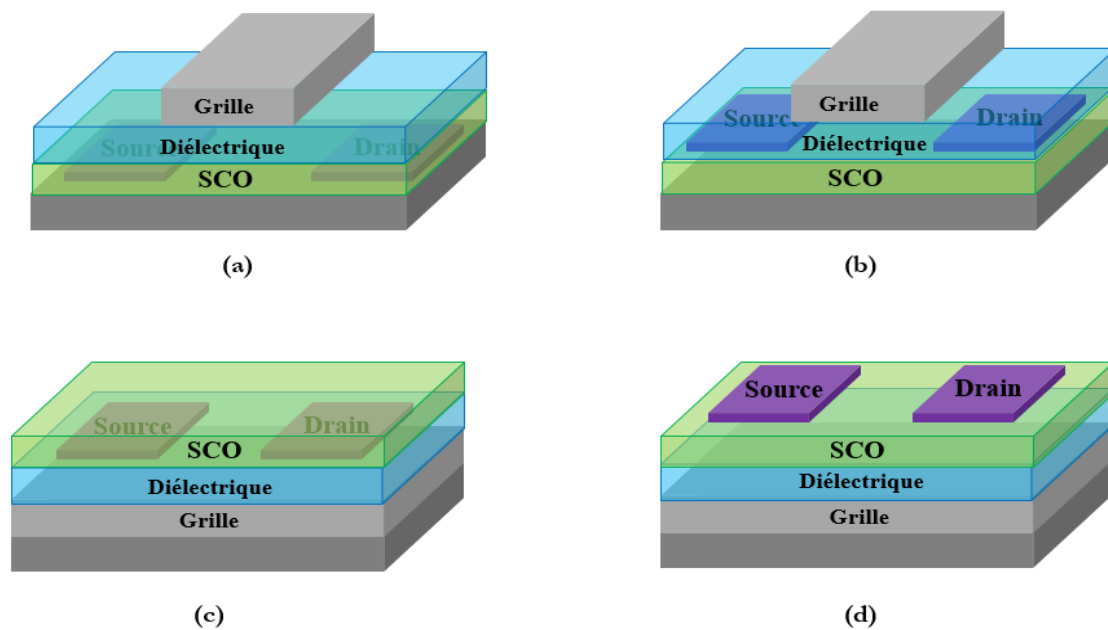 Grille
Diélectrique
Source
Drain
SCO
(a)
Grille
Source
Drain
Diélectrique
SCO
(b)
Source
Drain
SCO
Diélectrique
Grille
(c)
Source
Drain
SCO
Diélectrique
Grille
(d)